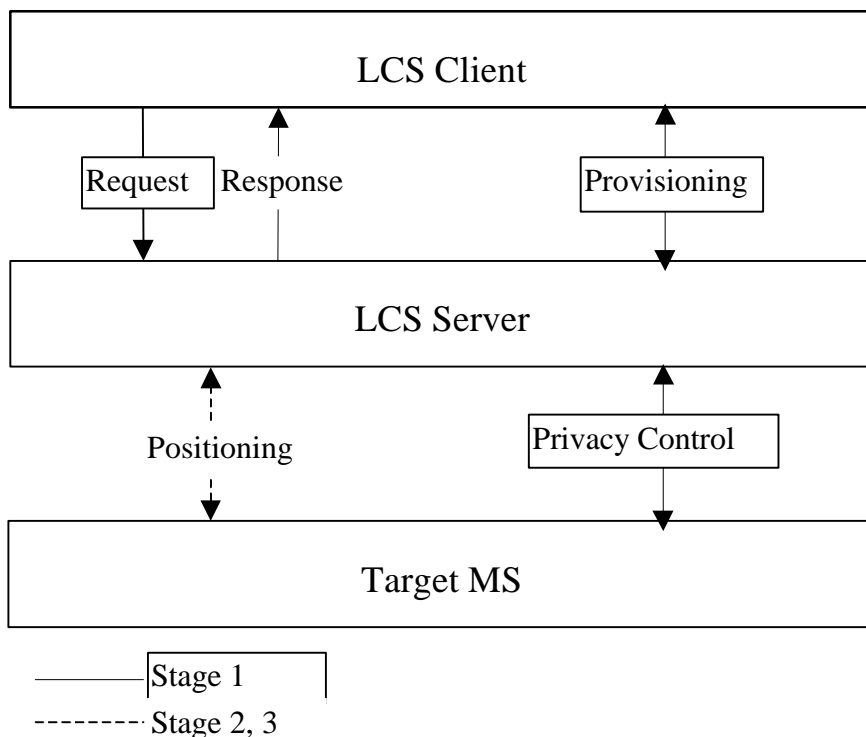 LCS Client
Request
Response
Provisioning
LCS Server
Positioning
Privacy Control
Target MS
Stage 1
Stage 2, 3